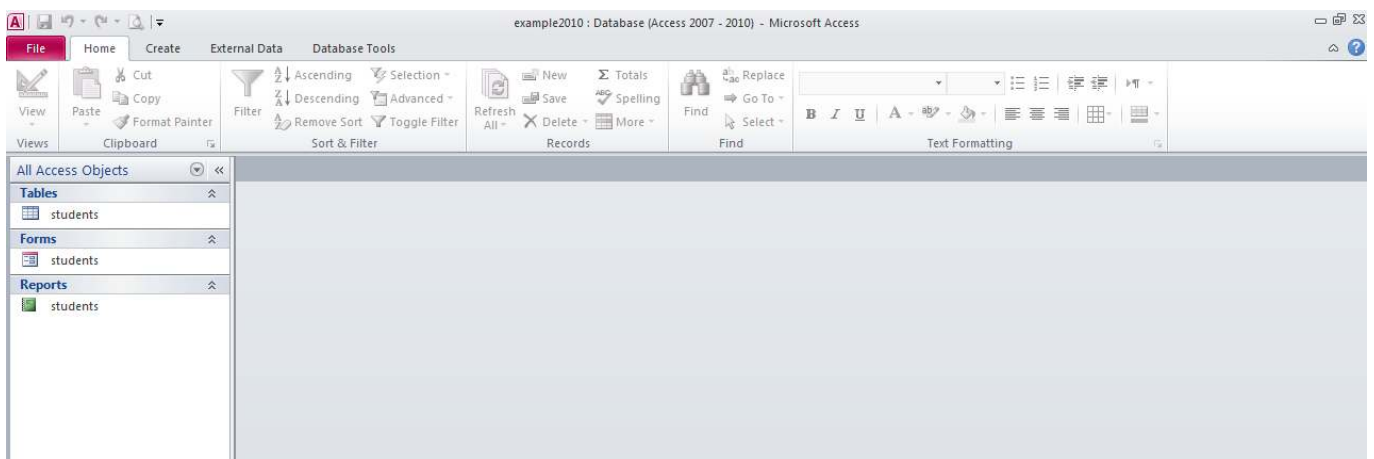 example2010 : Database (Access 2007 - 2010) - Microsoft Access
File Home Create External Data Database Tools
View
Views
Paste
Cut
Copy
Format Painter
Clipboard
Filter
Ascending
Descending
Remove Sort
Selection
Advanced
Toggle Filter
Sort & Filter
Refresh
All
New
Save
Delete
Totals
Spelling
More
Records
Find
Replace
Go To
Select
Find
B I U A
Text Formatting
All Access Objects
Tables
students
Forms
students
Reports
students